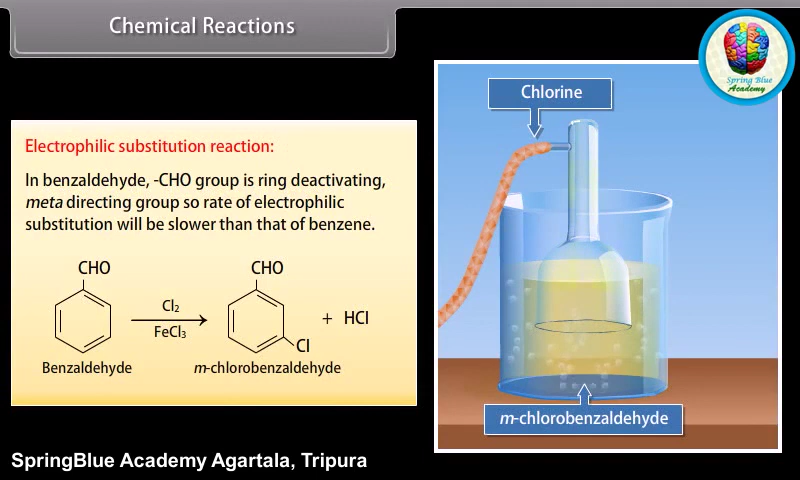 Chemical Reactions
Spring Blue
Academy
Chlorine
Electrophilic substitution reaction:
In benzaldehyde, -CHO group is ring deactivating,
meta directing group so rate of electrophilic
substitution will be slower than that of benzene.
CHO
CHO
Cl₂
FeCl₃
+ HCl
Cl
Benzaldehyde
m-chlorobenzaldehyde
m-chlorobenzaldehyde
SpringBlue Academy Agartala, Tripura